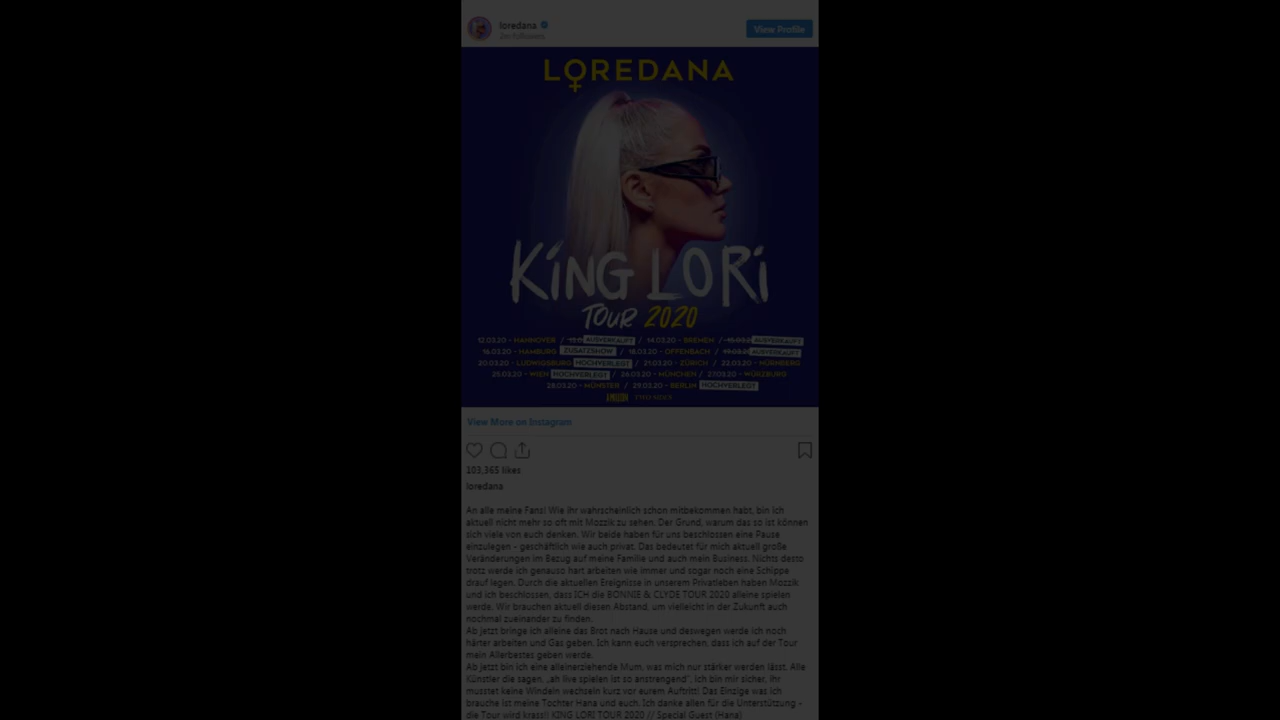 loredana
2m followers
View Profile
LOREDANA
KING LORI
TOUR 2020
12.03.20 - HANNOVER / AUSVERKAUFT / 14.03.20 - BREMEN / AUSVERKAUFT
16.03.20 - HAMBURG ZUSATZSHOW / 18.03.20 - OFFENBACH / AUSVERKAUFT
20.03.20 - LUDWIGSBURG HOCHVERLEGT / 21.03.20 - ZÜRICH / 22.03.20 - NÜRNBERG
25.03.20 - WIEN HOCHVERLEGT / 26.03.20 - MÜNCHEN / 27.03.20 - WÜRZBURG
28.03.20 - MÜNSTER / 29.03.20 - BERLIN HOCHVERLEGT
View More on Instagram
103,365 likes
loredana
An alle meine Fans! Wie ihr wahrscheinlich schon mitbekommen habt, bin ich
aktuell nicht mehr so oft mit Mozzik zu sehen. Der Grund, warum das so ist können
sich viele von euch denken. Wir beide haben für uns beschlossen eine Pause
einzulegen – geschäftlich wie auch privat. Das bedeutet für mich aktuell große
Veränderungen im Bezug auf meine Familie und auch mein Business. Nichts desto
trotz werde ich genauso hart arbeiten wie immer und sogar noch eine Schippe
drauf legen. Durch die aktuellen Ereignisse in unserem Privatleben haben Mozzik
und ich beschlossen, dass ICH die BONNIE & CLYDE TOUR 2020 alleine spielen
werde. Wir brauchen aktuell diesen Abstand, um vielleicht in der Zukunft auch
nochmal zueinander zu finden.
Ab jetzt bringe ich alleine das Brot nach Hause und deswegen werde ich noch
härter arbeiten und Gas geben. Ich kann euch versprechen, dass ich auf der Tour
mein Allerbestes geben werde.
Ab jetzt bin ich eine alleinerziehende Mum, was mich nur stärker werden lässt. Alle
Künstler die sagen, „ah live spielen ist so anstrengend", Ich bin mir sicher, Ihr
musstet keine Windeln wechseln kurz vor eurem Auftritt! Das Einzige was ich
brauche ist meine Tochter Hana und euch. Ich danke allen für die Unterstützung –
die Tour wird krass!! KING LORI TOUR 2020 // Special Guest (Hana)